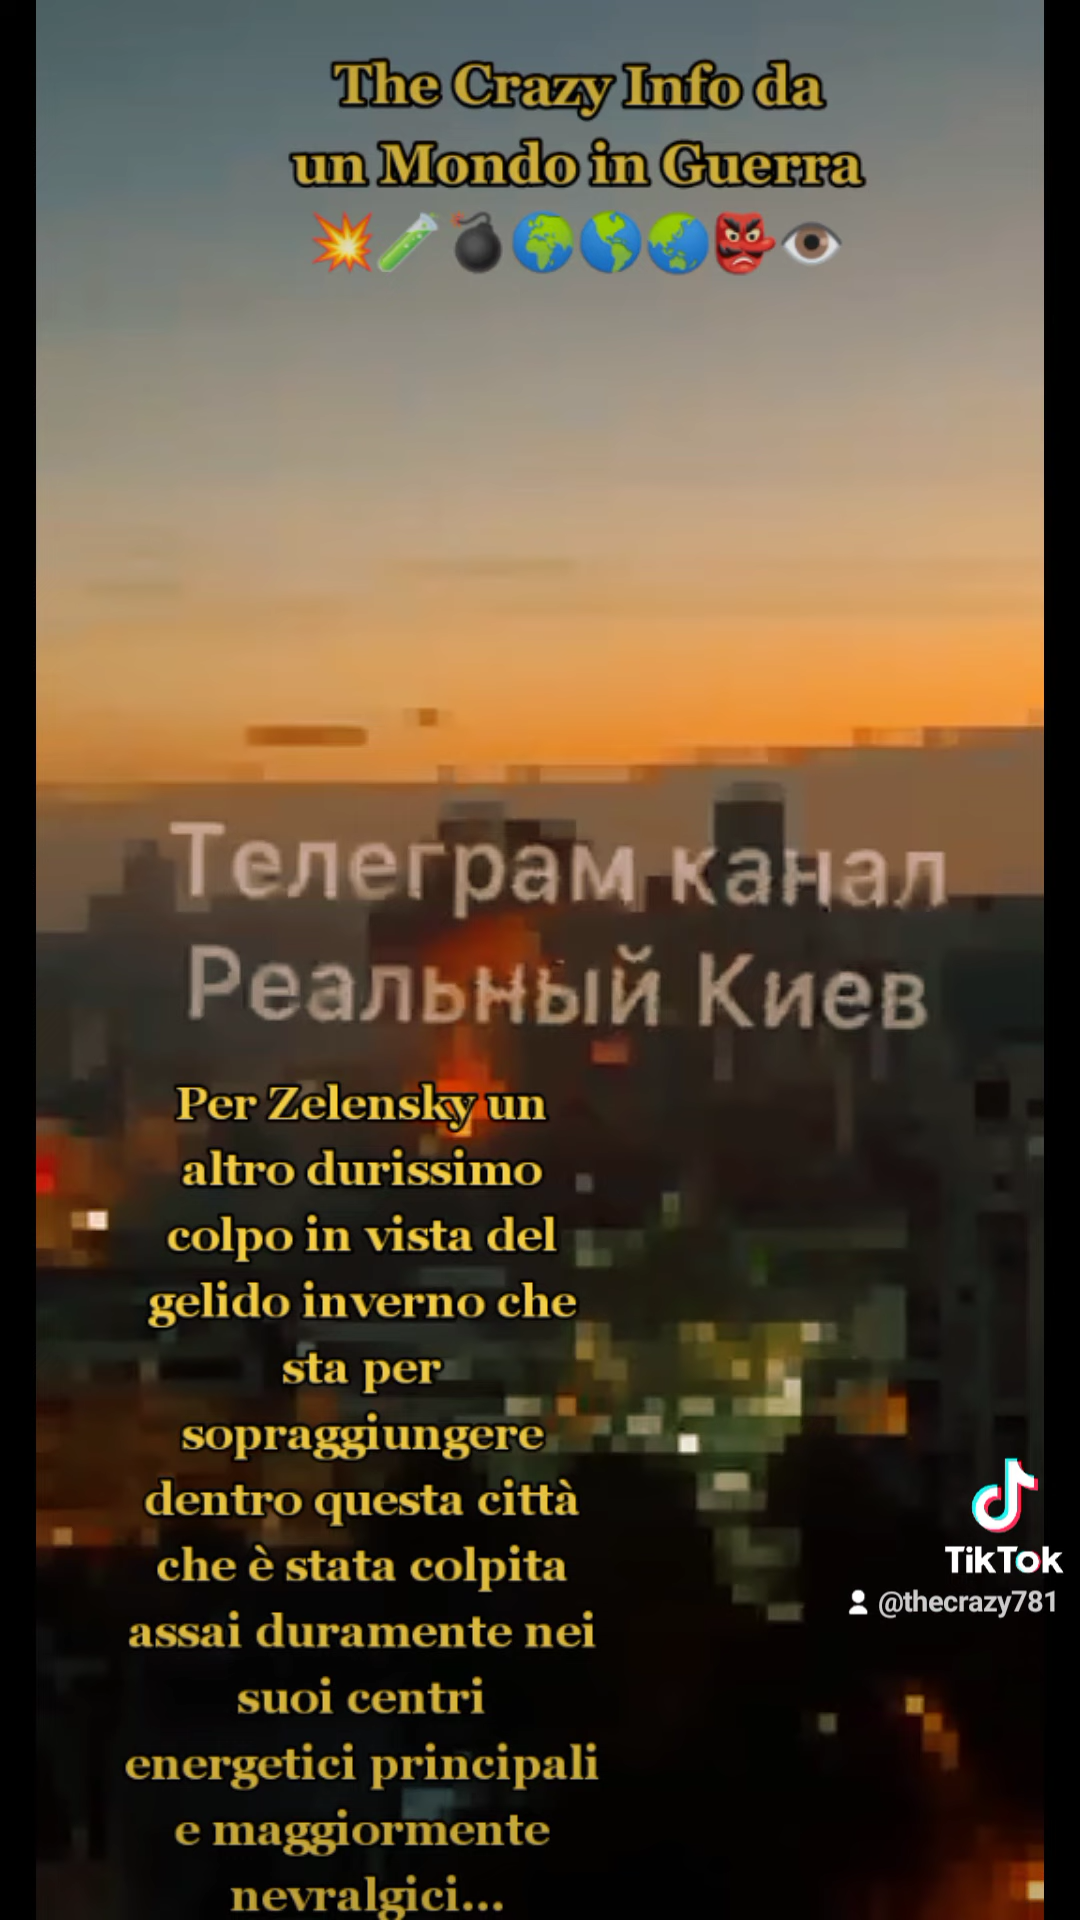 The Crazy Info da
un Mondo in Guerra
💥🧪💣🌍🌎🌏👺👁️
Телеграм канал
Реальный Киев
Per Zelensky un
altro durissimo
colpo in vista del
gelido inverno che
sta per
sopraggiungere
dentro questa città
che è stata colpita
assai duramente nei
suoi centri
energetici principali
e maggiormente
nevralgici...
TikTok
@thecrazy781